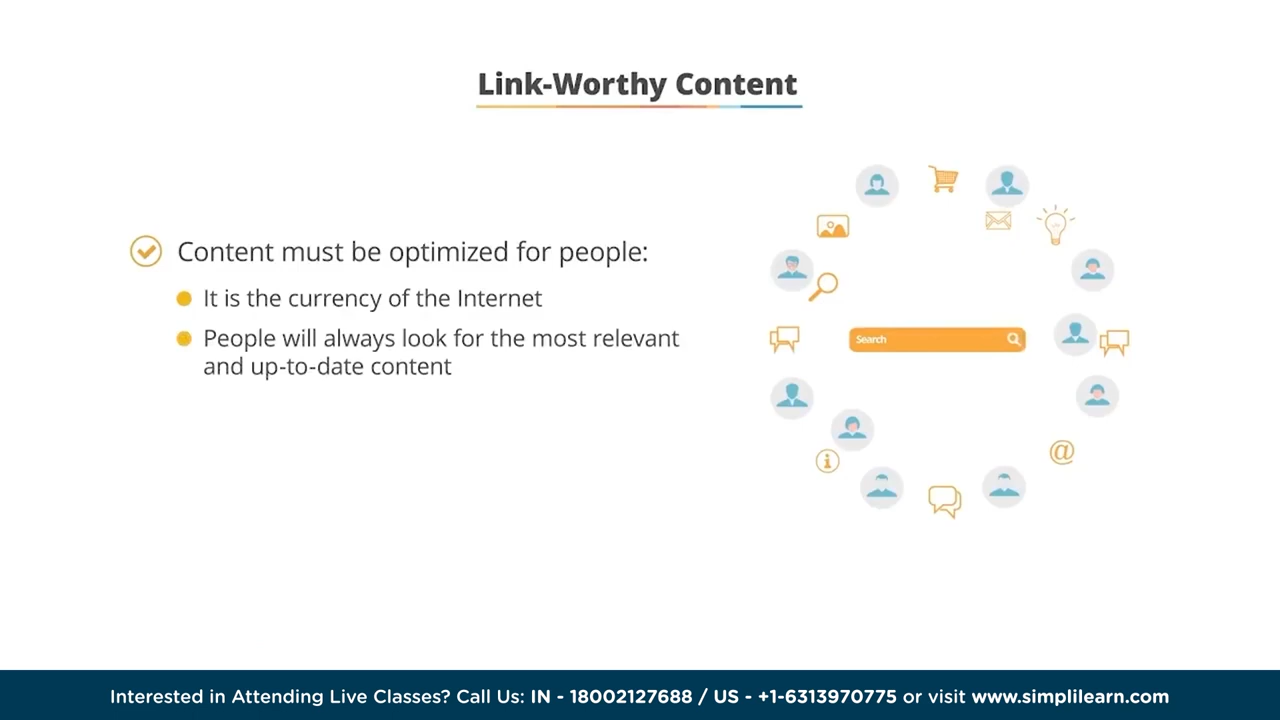 Link-Worthy Content
Content must be optimized for people:
It is the currency of the Internet
People will always look for the most relevant
and up-to-date content
Search
@
Interested in Attending Live Classes? Call Us: IN - 18002127688 / US - +1-6313970775 or visit www.simplilearn.com